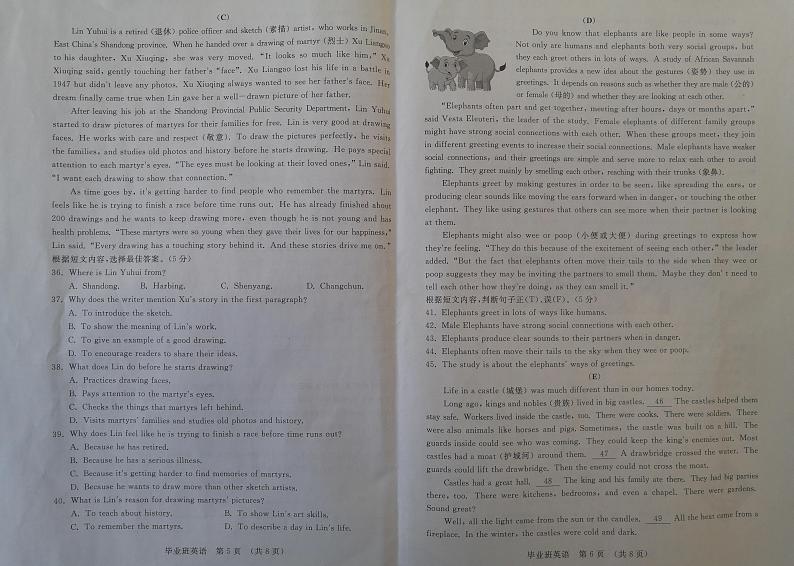 (C)
Lin Yuhui is a retired (退休) police officer and sketch (素描) artist, who works in Jinan,
East China's Shandong province. When he handed over a drawing of martyr (烈士) Xu Liangao
to his daughter, Xu Xiuqing, she was very moved. "It looks so much like him," Xu
Xiuqing said, gently touching her father's "face". Xu Liangao lost his life in a battle in
1947 but didn't leave any photos. Xu Xiuqing always wanted to see her father's face. Her
dream finally came true when Lin gave her a well-drawn picture of her father.
After leaving his job at the Shandong Provincial Public Security Department, Lin Yuhui
started to draw pictures of martyrs for their families for free. Lin is very good at drawing
faces. He works with care and respect (敬意). To draw the pictures perfectly, he visits
the families, and studies old photos and history before he starts drawing. He pays special
attention to each martyr's eyes. "The eyes must be looking at their loved ones," Lin said.
"I want each drawing to show that connection."
As time goes by, it's getting harder to find people who remember the martyrs. Lin
feels like he is trying to finish a race before time runs out. He has already finished about
200 drawings and he wants to keep drawing more, even though he is not young and has
health problems. "These martyrs were so young when they gave their lives for our happiness,"
Lin said. "Every drawing has a touching story behind it. And these stories drive me on."
根据短文内容,选择最佳答案。(5分)
36. Where is Lin Yuhui from?
A. Shandong. B. Harbing. C. Shenyang. D. Changchun.
37. Why does the writer mention Xu's story in the first paragraph?
A. To introduce the sketch.
B. To show the meaning of Lin's work.
C. To give an example of a good drawing.
D. To encourage readers to share their ideas.
38. What does Lin do before he starts drawing?
A. Practices drawing faces.
B. Pays attention to the martyr's eyes.
C. Checks the things that martyrs left behind.
D. Visits martyrs' families and studies old photos and history.
39. Why does Lin feel like he is trying to finish a race before time runs out?
A. Because he has retired.
B. Because he has a serious illness.
C. Because it's getting harder to find memories of martyrs.
D. Because he wants to draw more than other sketch artists.
40. What is Lin's reason for drawing martyrs' pictures?
A. To teach about history. B. To show Lin's art skills.
C. To remember the martyrs. D. To describe a day in Lin's life.
毕业班英语 第5页 (共8页)
(D)
Do you know that elephants are like people in some ways?
Not only are humans and elephants both very social groups, but
they each greet others in lots of ways. A study of African Savannah
elephants provides a new idea about the gestures (姿势) they use in
greetings. It depends on reasons such as whether they are male (公的)
or female (母的) and whether they are looking at each other.
"Elephants often part and get together, meeting after hours, days or months apart,"
said Vesta Eleuteri, the leader of the study. Female elephants of different family groups
might have strong social connections with each other. When these groups meet, they join
in different greeting events to increase their social connections. Male elephants have weaker
social connections, and their greetings are simple and serve more to relax each other to avoid
fighting. They greet mainly by smelling each other, reaching with their trunks (象鼻).
Elephants greet by making gestures in order to be seen, like spreading the ears, or
producing clear sounds like moving the ears forward when in danger, or touching the other
elephant. They like using gestures that others can see more when their partner is looking
at them.
Elephants might also wee or poop (小便或大便) during greetings to express how
they're feeling. "They do this because of the excitement of seeing each other," the leader
added. "But the fact that elephants often move their tails to the side when they wee or
poop suggests they may be inviting the partners to smell them. Maybe they don't need to
tell each other how they're doing, as they can smell it."
根据短文内容,判断句子正(T)、误(F)。(5分)
41. Elephants greet in lots of ways like humans.
42. Male Elephants have strong social connections with each other.
43. Elephants produce clear sounds to their partners when in danger.
44. Elephants often move their tails to the sky when they wee or poop.
45. The study is about the elephants' ways of greetings.
(E)
Life in a castle (城堡) was much different than in our homes today.
Long ago, kings and nobles (贵族) lived in big castles. 46 The castles helped them
stay safe. Workers lived inside the castle, too. There were cooks. There were soldiers. There
were also animals like horses and pigs. Sometimes, the castle was built on a hill. The
guards inside could see who was coming. They could keep the king's enemies out. Most
castles had a moat (护城河) around them. 47 A drawbridge crossed the water. The
guards could lift the drawbridge. Then the enemy could not cross the moat.
Castles had a great hall. 48 The king and his family ate there. They had big parties
there, too. There were kitchens, bedrooms, and even a chapel. There were gardens.
Sound great?
Well, all the light came from the sun or the candles. 49 All the heat came from a
fireplace. In the winter, the castles were cold and dark.
毕业班英语 第6页 (共8页)